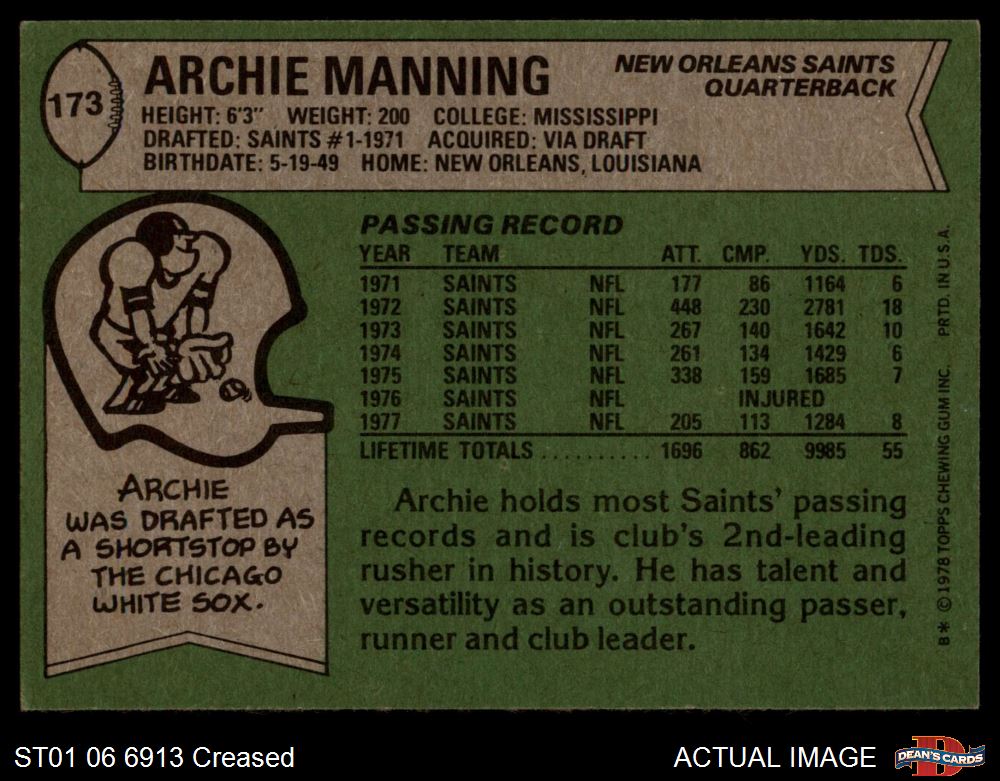 173
ARCHIE MANNING
NEW ORLEANS SAINTS
QUARTERBACK
HEIGHT: 6'3" WEIGHT: 200 COLLEGE: MISSISSIPPI
DRAFTED: SAINTS #1-1971 ACQUIRED: VIA DRAFT
BIRTHDATE: 5-19-49 HOME: NEW ORLEANS, LOUISIANA
PASSING RECORD
YEAR TEAM ATT. CMP. YDS. TDS.
1971 SAINTS NFL 177 86 1164 6
1972 SAINTS NFL 448 230 2781 18
1973 SAINTS NFL 267 140 1642 10
1974 SAINTS NFL 261 134 1429 6
1975 SAINTS NFL 338 159 1685 7
1976 SAINTS NFL INJURED
1977 SAINTS NFL 205 113 1284 8
LIFETIME TOTALS .......... 1696 862 9985 55
ARCHIE
WAS DRAFTED AS
A SHORTSTOP BY
THE CHICAGO
WHITE SOX.
Archie holds most Saints' passing
records and is club's 2nd-leading
rusher in history. He has talent and
versatility as an outstanding passer,
runner and club leader.
B* © 1978 TOPPS CHEWING GUM INC. PRTD. IN U.S.A.
ST01 06 6913 Creased
ACTUAL IMAGE
D
DEAN'S CARDS